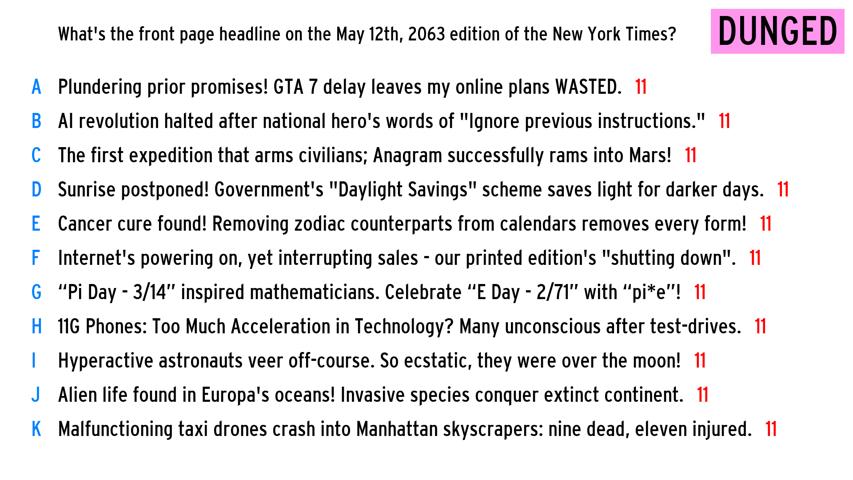 What's the front page headline on the May 12th, 2063 edition of the New York Times?
DUNGED
A Plundering prior promises! GTA 7 delay leaves my online plans WASTED. 11
B AI revolution halted after national hero's words of "Ignore previous instructions." 11
C The first expedition that arms civilians; Anagram successfully rams into Mars! 11
D Sunrise postponed! Government's "Daylight Savings" scheme saves light for darker days. 11
E Cancer cure found! Removing zodiac counterparts from calendars removes every form! 11
F Internet's powering on, yet interrupting sales - our printed edition's "shutting down". 11
G “Pi Day - 3/14” inspired mathematicians. Celebrate “E Day - 2/71” with “pi*e”! 11
H 11G Phones: Too Much Acceleration in Technology? Many unconscious after test-drives. 11
I Hyperactive astronauts veer off-course. So ecstatic, they were over the moon! 11
J Alien life found in Europa's oceans! Invasive species conquer extinct continent. 11
K Malfunctioning taxi drones crash into Manhattan skyscrapers: nine dead, eleven injured. 11